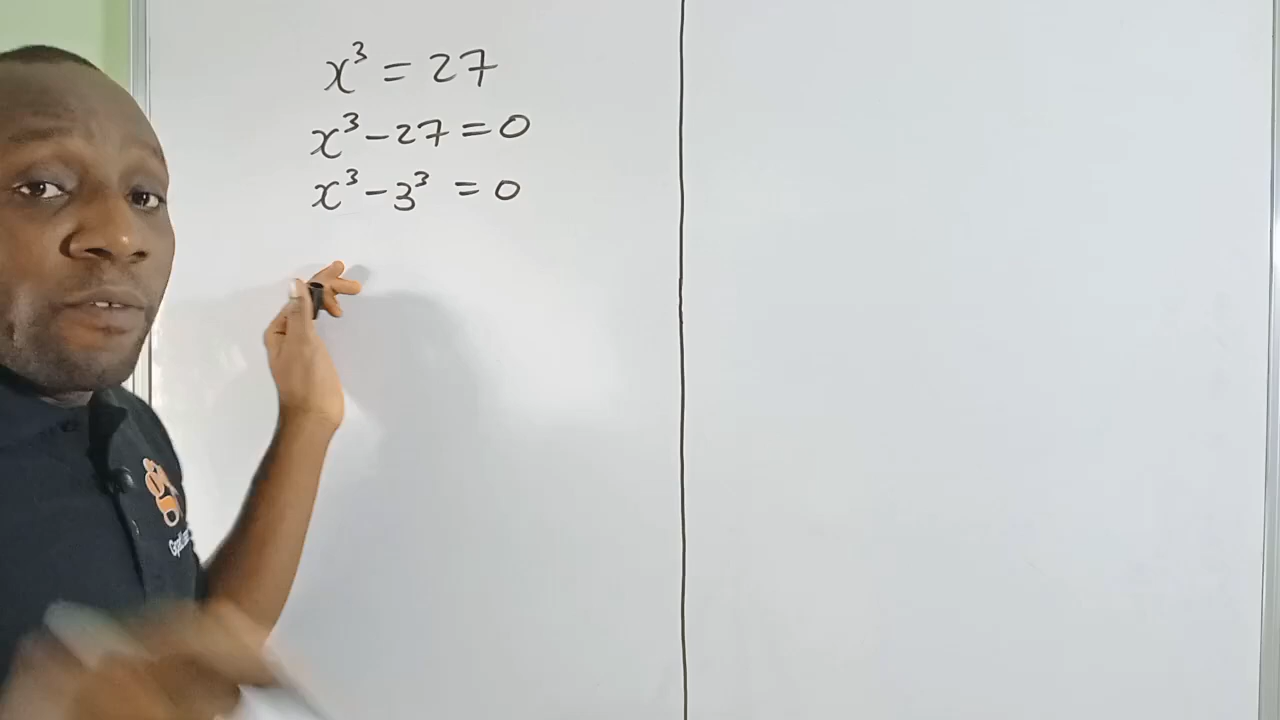 x³ = 27
x³ - 27 = 0
x³ - 3³ = 0